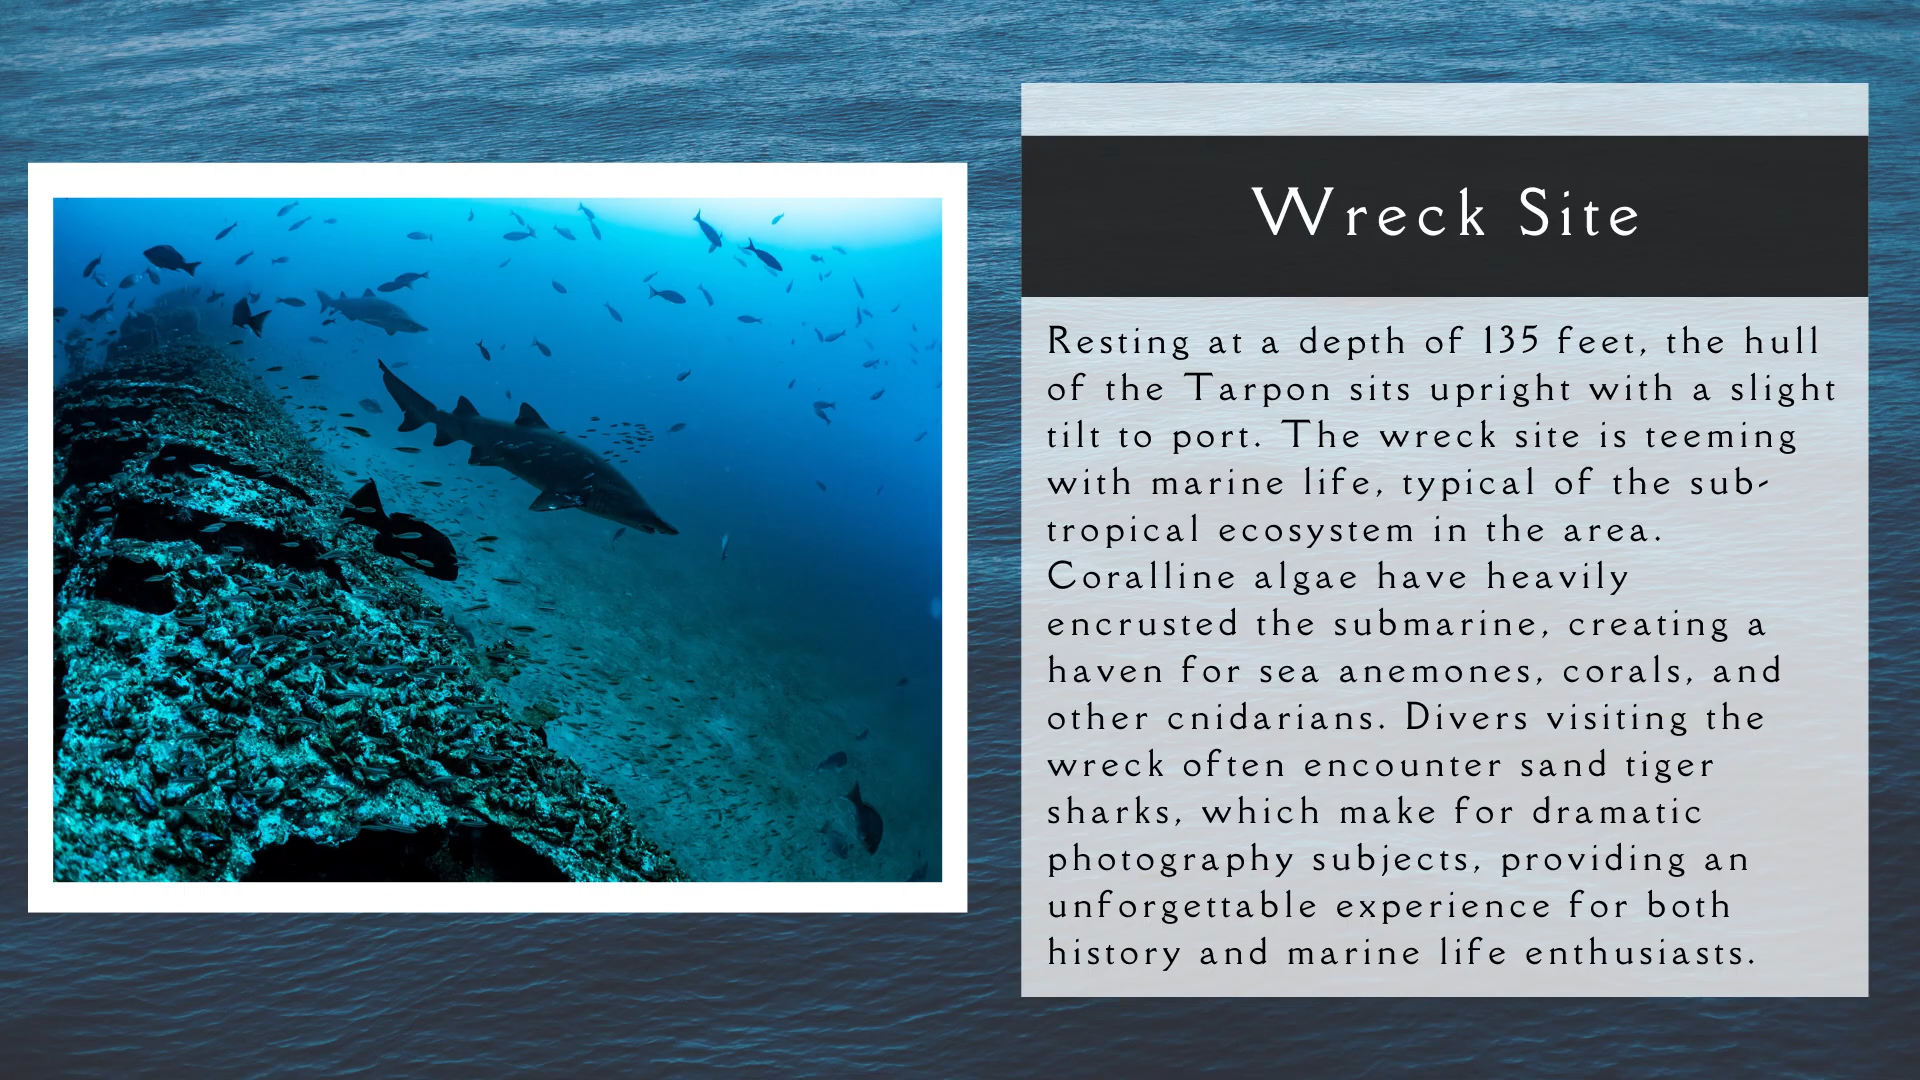 Wreck Site
Resting at a depth of 135 feet, the hull
of the Tarpon sits upright with a slight
tilt to port. The wreck site is teeming
with marine life, typical of the sub-
tropical ecosystem in the area.
Coralline algae have heavily
encrusted the submarine, creating a
haven for sea anemones, corals, and
other cnidarians. Divers visiting the
wreck often encounter sand tiger
sharks, which make for dramatic
photography subjects, providing an
unforgettable experience for both
history and marine life enthusiasts.